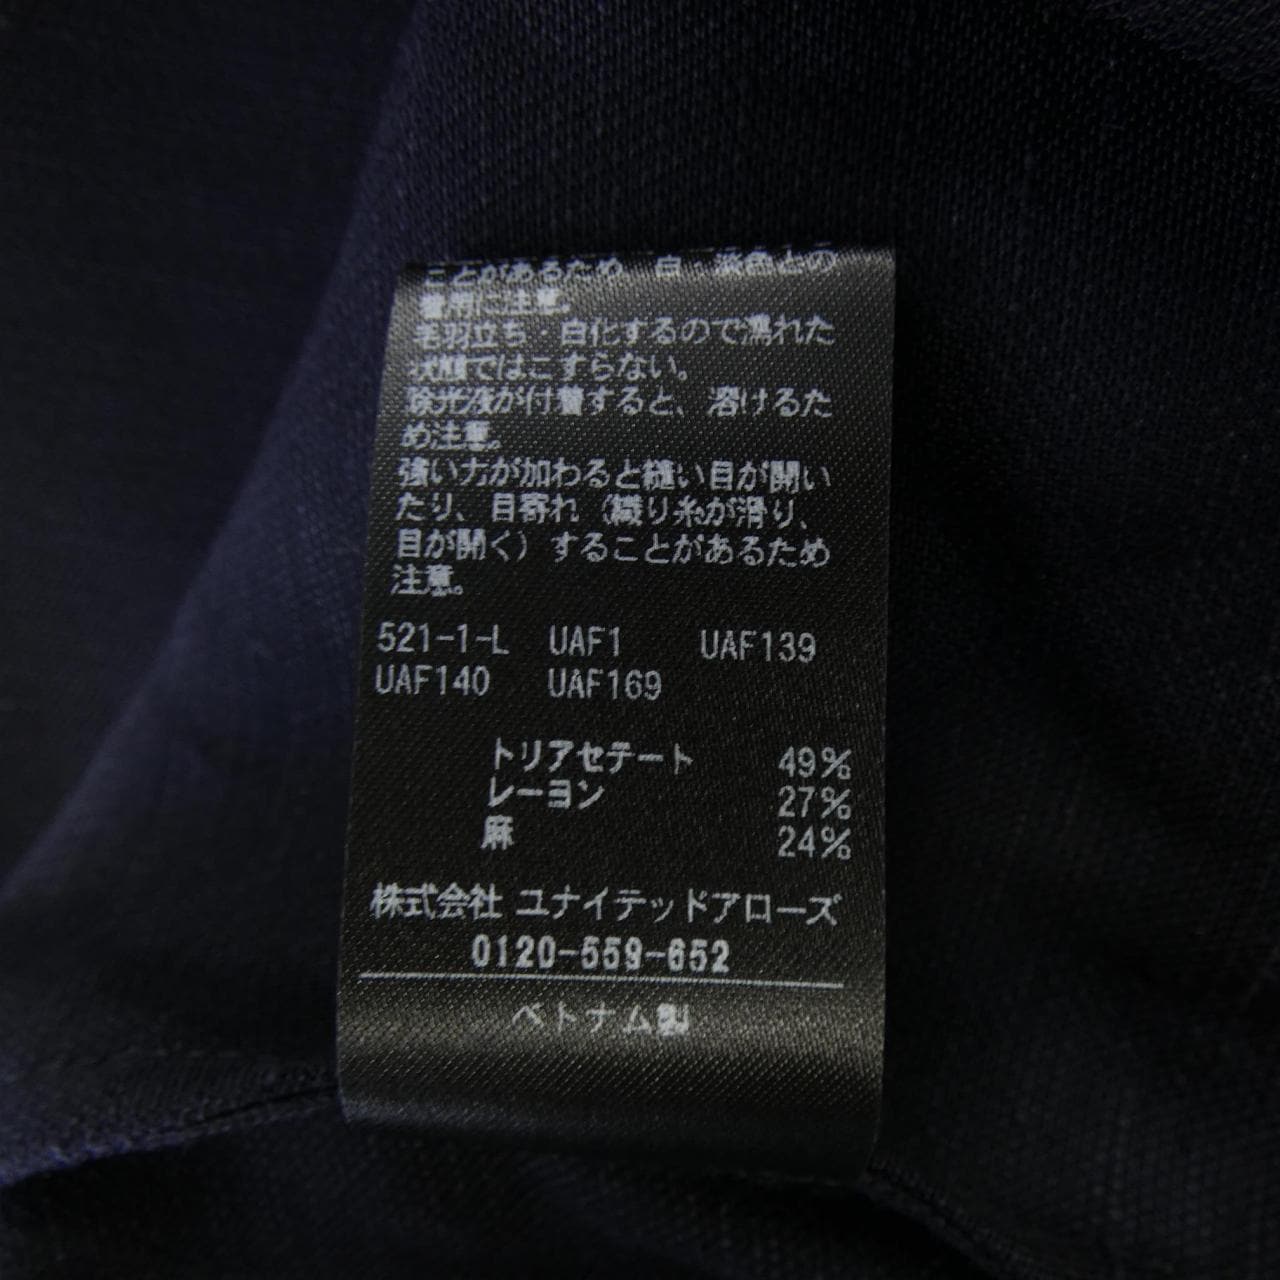 ことがあるため 白・淡色との
着用に注意。
毛羽立ち・白化するので濡れた
状態ではこすらない。
除光液が付着すると、溶けるた
め注意。
強い力が加わると縫い目が開い
たり、目寄れ（織り糸が滑り、
目が開く）することがあるため
注意。
521-1-L UAF1 UAF139
UAF140 UAF169
トリアセテート 49%
レーヨン 27%
麻 24%
株式会社 ユナイテッドアローズ
0120-559-652
ベトナム製